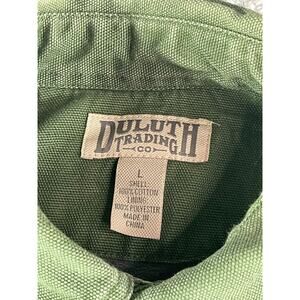 DULUTH
TRADING
CO
L
SHELL
100% COTTON
LINING
100% POLYESTER
MADE IN
CHINA